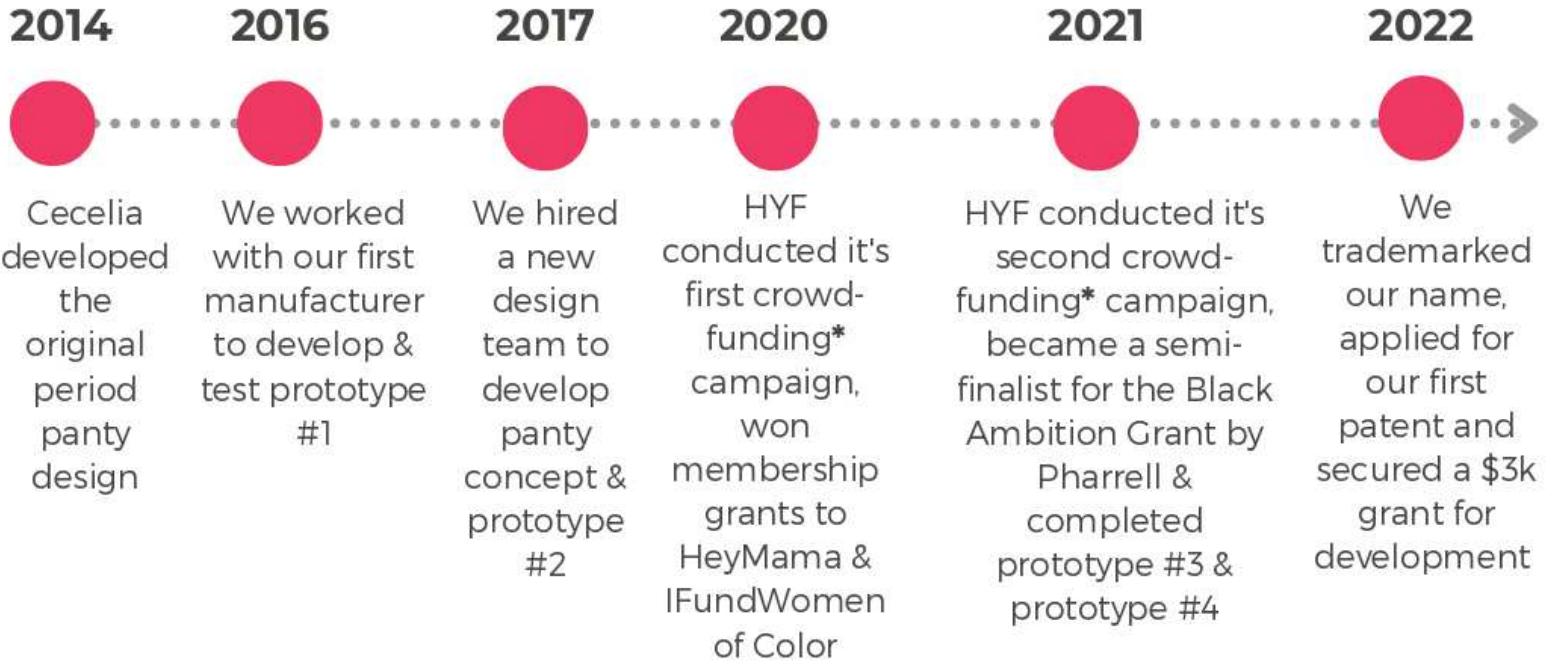 2014
Cecelia
developed
the
original
period
panty
design
2016
We worked
with our first
manufacturer
to develop &
test prototype
#1
2017
We hired
a new
design
team to
develop
panty
concept &
prototype
#2
2020
HYF
conducted it's
first crowd-
funding*
campaign,
won
membership
grants to
HeyMama &
IFundWomen
of Color
2021
HYF conducted it's
second crowd-
funding* campaign,
became a semi-
finalist for the Black
Ambition Grant by
Pharrell &
completed
prototype #3 &
prototype #4
2022
We
trademarked
our name,
applied for
our first
patent and
secured a $3k
grant for
development